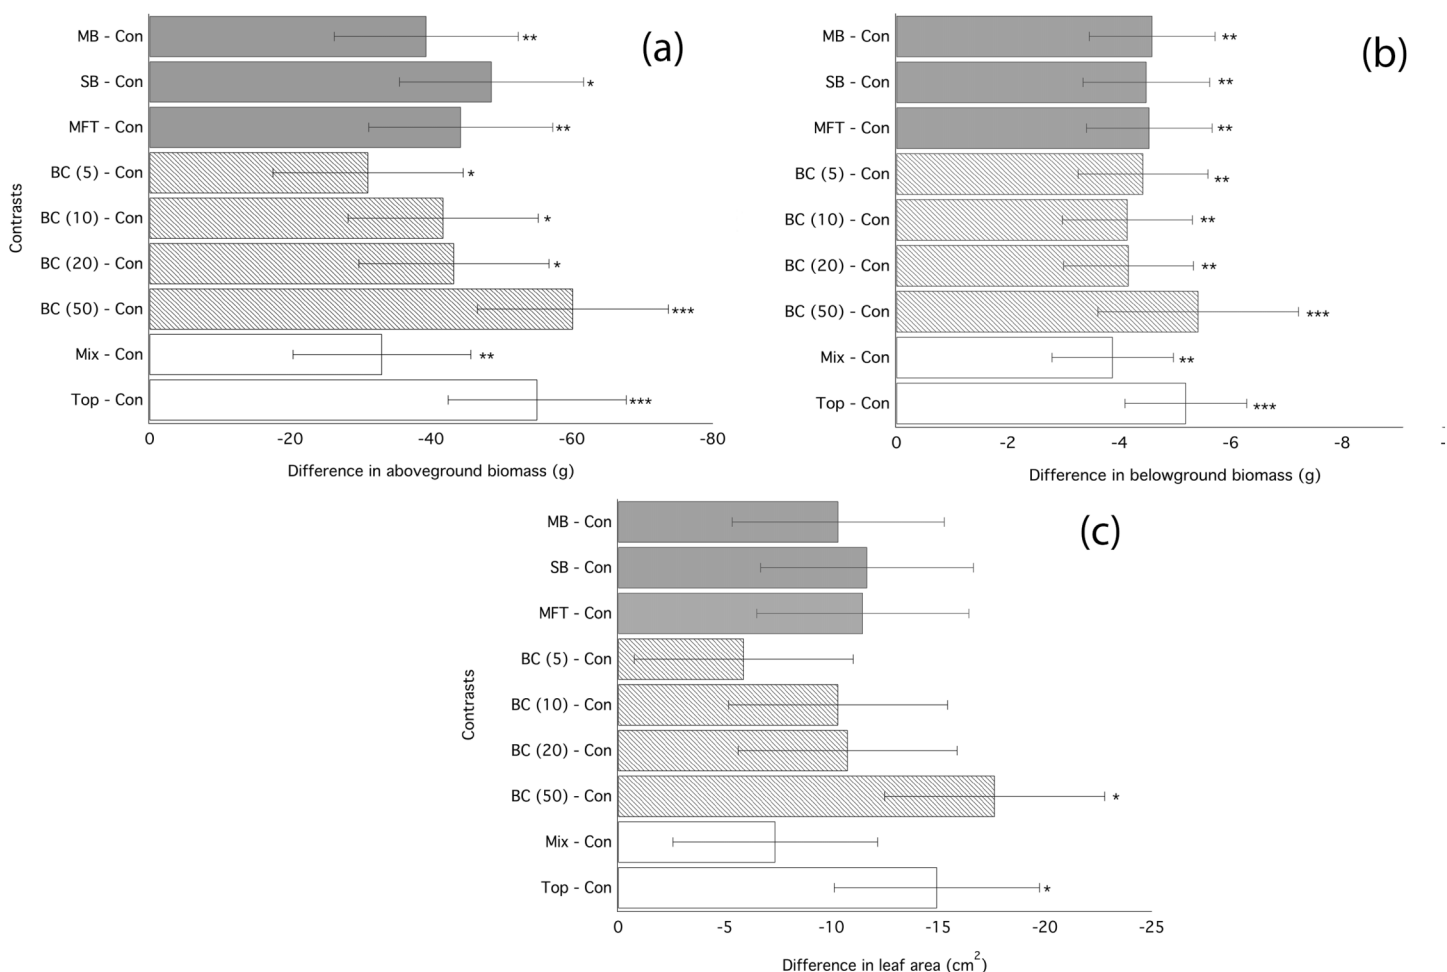 (a)
MB - Con
**
SB - Con
*
MFT - Con
**
BC (5) - Con
*
BC (10) - Con
*
BC (20) - Con
*
BC (50) - Con
***
Mix - Con
**
Top - Con
***
Contrasts
0 -20 -40 -60 -80
Difference in aboveground biomass (g)
(b)
MB - Con
**
SB - Con
**
MFT - Con
**
BC (5) - Con
**
BC (10) - Con
**
BC (20) - Con
**
BC (50) - Con
***
Mix - Con
**
Top - Con
***
0 -2 -4 -6 -8
Difference in belowground biomass (g)
(c)
MB - Con
SB - Con
MFT - Con
BC (5) - Con
BC (10) - Con
BC (20) - Con
BC (50) - Con
*
Mix - Con
Top - Con
*
Contrasts
0 -5 -10 -15 -20 -25
Difference in leaf area (cm²)